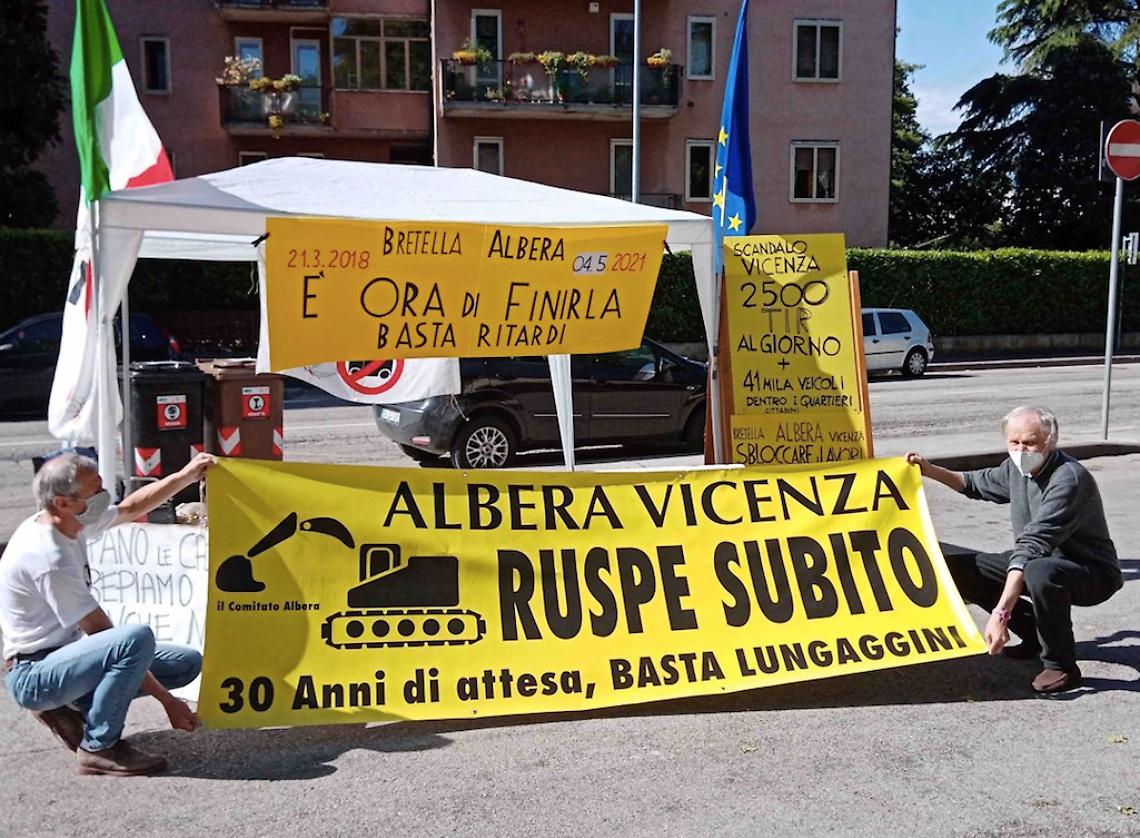 BRETELLA ALBERA
21.3.2018
04.5.2021
È ORA DI FINIRLA
BASTA RITARDI
SCANDALO
VICENZA
2500
TIR
AL GIORNO
+
41 MILA VEICOLI
DENTRO I QUARTIERI
CITTADINI
BRETELLA ALBERA VICENZA
SBLOCCARE I LAVORI
ALBERA VICENZA
RUSPE SUBITO
il Comitato Albera
30 Anni di attesa, BASTA LUNGAGGINI